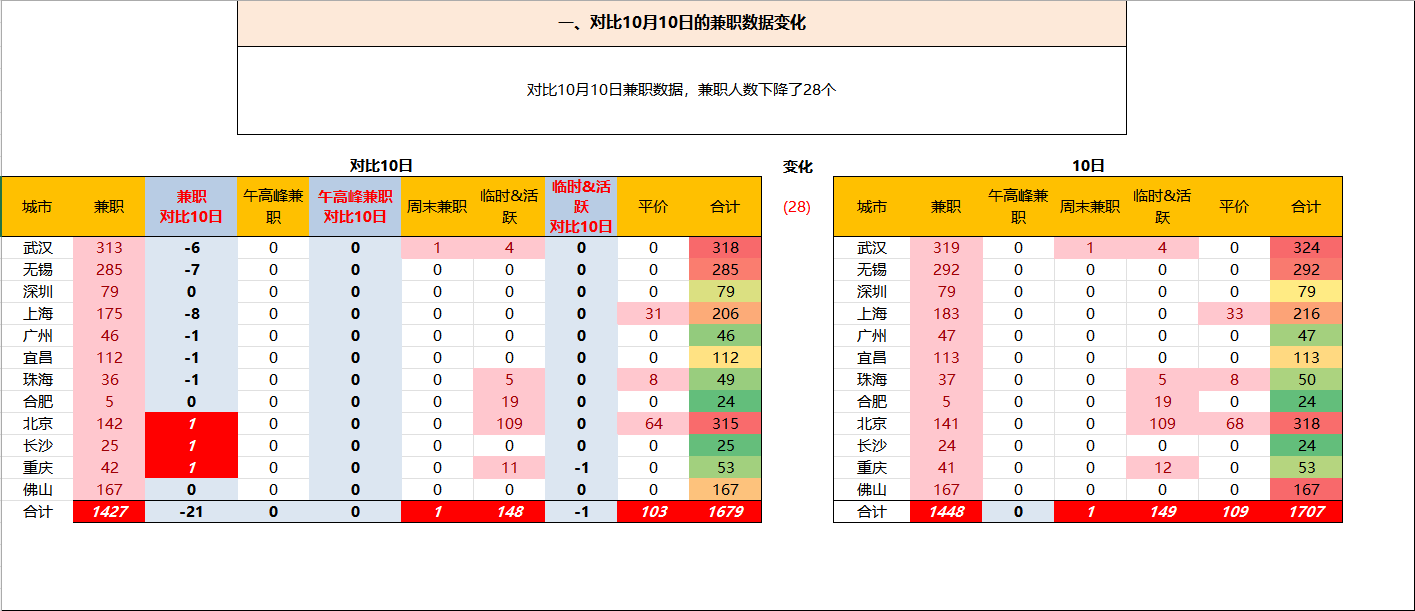 一、对比10月10日的兼职数据变化
对比10月10日兼职数据，兼职人数下降了28个
对比10日 变化 10日
城市 兼职 兼职对比10日 午高峰兼职 午高峰兼职对比10日 周末兼职 临时&活跃 临时&活跃对比10日 平价 合计 (28) 城市 兼职 午高峰兼职 周末兼职 临时&活跃 平价 合计
武汉 313 -6 0 0 1 4 0 0 318 武汉 319 0 1 4 0 324
无锡 285 -7 0 0 0 0 0 0 285 无锡 292 0 0 0 0 292
深圳 79 0 0 0 0 0 0 0 79 深圳 79 0 0 0 0 79
上海 175 -8 0 0 0 0 0 31 206 上海 183 0 0 0 33 216
广州 46 -1 0 0 0 0 0 0 46 广州 47 0 0 0 0 47
宜昌 112 -1 0 0 0 0 0 0 112 宜昌 113 0 0 0 0 113
珠海 36 -1 0 0 0 5 0 8 49 珠海 37 0 0 5 8 50
合肥 5 0 0 0 0 19 0 0 24 合肥 5 0 0 19 0 24
北京 142 1 0 0 0 109 0 64 315 北京 141 0 0 109 68 318
长沙 25 1 0 0 0 0 0 0 25 长沙 24 0 0 0 0 24
重庆 42 1 0 0 0 11 -1 0 53 重庆 41 0 0 12 0 53
佛山 167 0 0 0 0 0 0 0 167 佛山 167 0 0 0 0 167
合计 1427 -21 0 0 1 148 -1 103 1679 合计 1448 0 1 149 109 1707